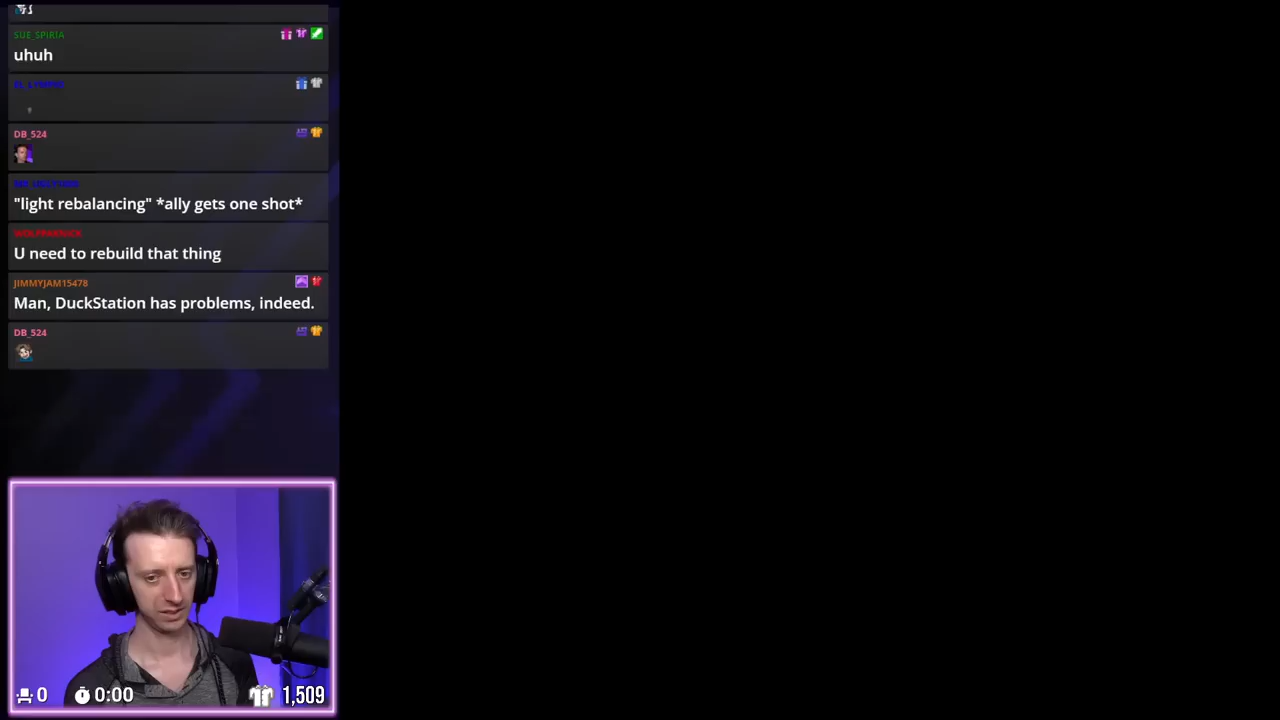 SUE_SPIRIA
uhuh
DB_524
"light rebalancing" *ally gets one shot*
U need to rebuild that thing
JIMMYJAM15478
Man, DuckStation has problems, indeed.
DB_524
0
0:00
1,509